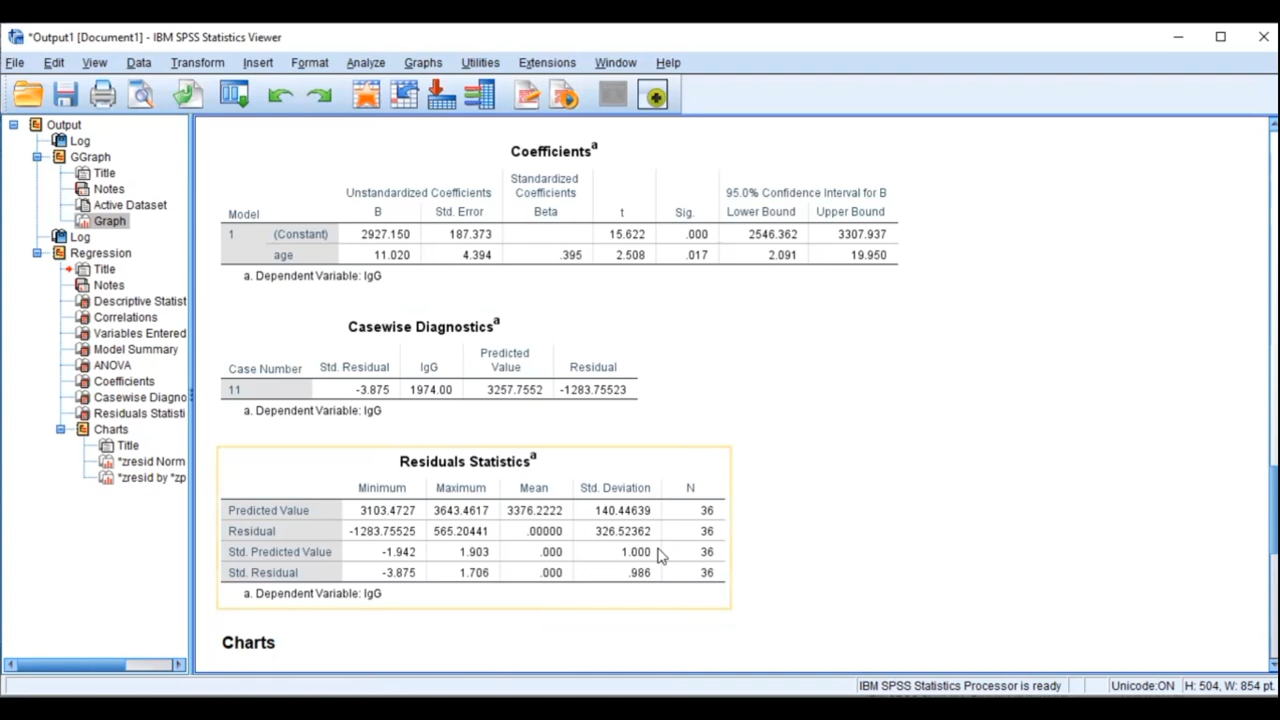 *Output1 [Document1] - IBM SPSS Statistics Viewer
File Edit View Data Transform Insert Format Analyze Graphs Utilities Extensions Window Help
Output
Log
GGraph
Title
Notes
Active Dataset
Graph
Log
Regression
Title
Notes
Descriptive Statist
Correlations
Variables Entered
Model Summary
ANOVA
Coefficients
Casewise Diagno
Residuals Statisti
Charts
Title
*zresid Norm
*zresid by *zp
Coefficientsa
Unstandardized Coefficients Standardized Coefficients 95.0% Confidence Interval for B
Model B Std. Error Beta t Sig. Lower Bound Upper Bound
1 (Constant) 2927.150 187.373 15.622 .000 2546.362 3307.937
age 11.020 4.394 .395 2.508 .017 2.091 19.950
a. Dependent Variable: IgG
Casewise Diagnosticsa
Case Number Std. Residual IgG Predicted Value Residual
11 -3.875 1974.00 3257.7552 -1283.75523
a. Dependent Variable: IgG
Residuals Statisticsa
Minimum Maximum Mean Std. Deviation N
Predicted Value 3103.4727 3643.4617 3376.2222 140.44639 36
Residual -1283.75525 565.20441 .00000 326.52362 36
Std. Predicted Value -1.942 1.903 .000 1.000 36
Std. Residual -3.875 1.706 .000 .986 36
a. Dependent Variable: IgG
Charts
IBM SPSS Statistics Processor is ready Unicode:ON H: 504, W: 854 pt.